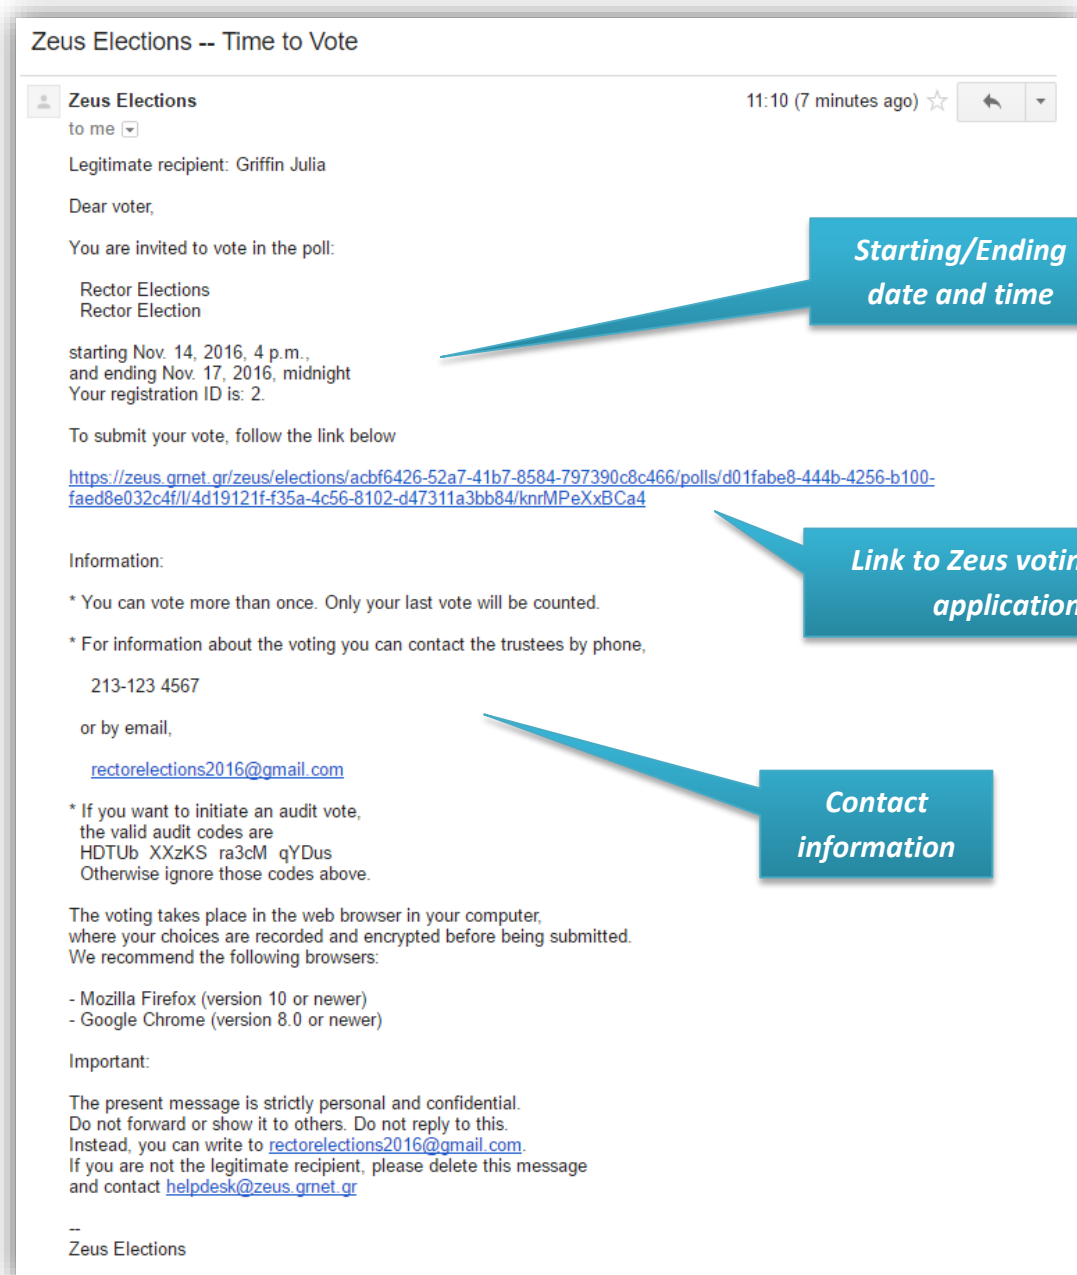 Zeus Elections -- Time to Vote
Zeus Elections
11:10 (7 minutes ago)
to me
Legitimate recipient: Griffin Julia
Dear voter,
You are invited to vote in the poll:
Rector Elections
Rector Election
starting Nov. 14, 2016, 4 p.m.,
and ending Nov. 17, 2016, midnight
Your registration ID is: 2.
Starting/Ending
date and time
To submit your vote, follow the link below
https://zeus.grnet.gr/zeus/elections/acbf6426-52a7-41b7-8584-797390c8c466/polls/d01fabe8-444b-4256-b100-
faed8e032c4f/l/4d19121f-f35a-4c56-8102-d47311a3bb84/knrMPeXxBCa4
Link to Zeus votin
application
Information:
* You can vote more than once. Only your last vote will be counted.
* For information about the voting you can contact the trustees by phone,
213-123 4567
or by email,
rectorelections2016@gmail.com
Contact
information
* If you want to initiate an audit vote,
the valid audit codes are
HDTUb XXzKS ra3cM qYDus
Otherwise ignore those codes above.
The voting takes place in the web browser in your computer,
where your choices are recorded and encrypted before being submitted.
We recommend the following browsers:
- Mozilla Firefox (version 10 or newer)
- Google Chrome (version 8.0 or newer)
Important:
The present message is strictly personal and confidential.
Do not forward or show it to others. Do not reply to this.
Instead, you can write to rectorelections2016@gmail.com.
If you are not the legitimate recipient, please delete this message
and contact helpdesk@zeus.grnet.gr
--
Zeus Elections